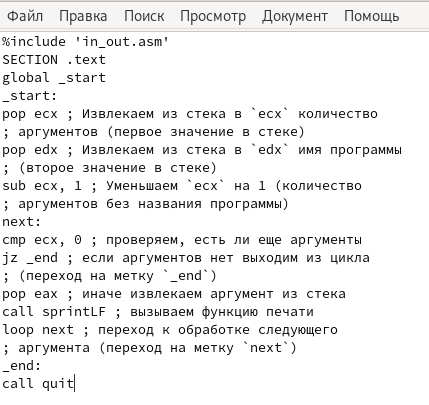 Файл Правка Поиск Просмотр Документ Помощь
%include 'in_out.asm'
SECTION .text
global _start
_start:
pop ecx ; Извлекаем из стека в `ecx` количество
; аргументов (первое значение в стеке)
pop edx ; Извлекаем из стека в `edx` имя программы
; (второе значение в стеке)
sub ecx, 1 ; Уменьшаем `ecx` на 1 (количество
; аргументов без названия программы)
next:
cmp ecx, 0 ; проверяем, есть ли еще аргументы
jz _end ; если аргументов нет выходим из цикла
; (переход на метку `_end`)
pop eax ; иначе извлекаем аргумент из стека
call sprintLF ; вызываем функцию печати
loop next ; переход к обработке следующего
; аргумента (переход на метку `next`)
_end:
call quit